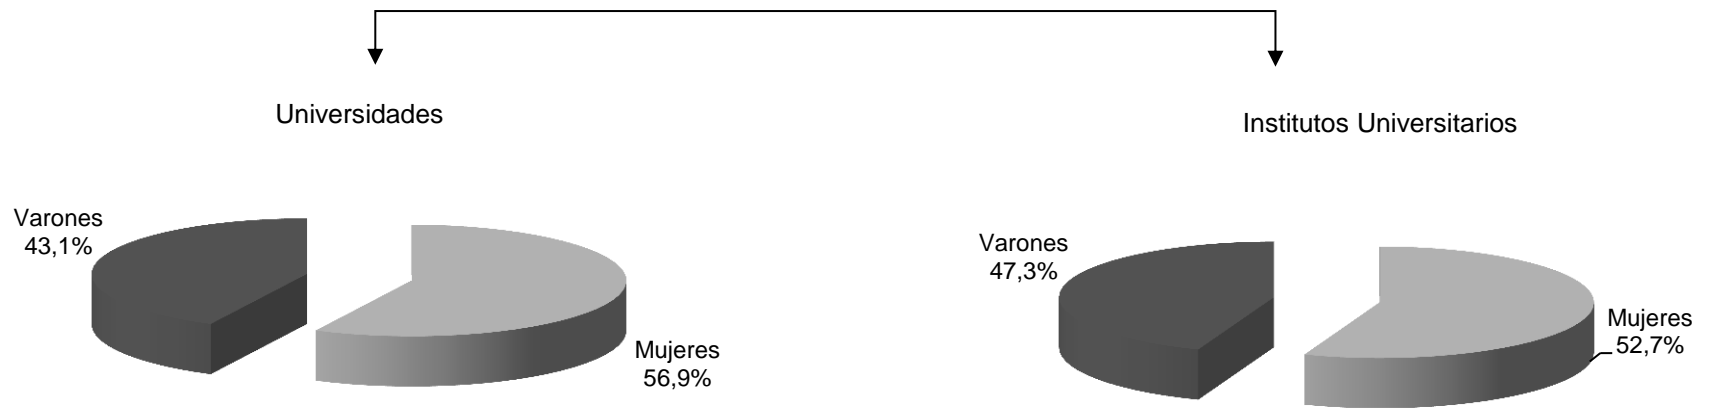 Universidades
Institutos Universitarios
Varones
43,1%
Mujeres
56,9%
Varones
47,3%
Mujeres
52,7%